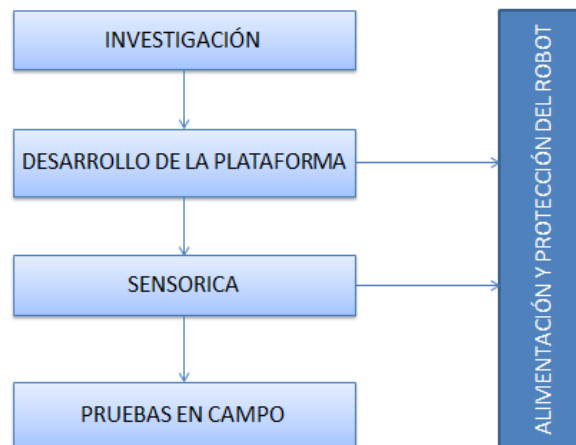 INVESTIGACIÓN
DESARROLLO DE LA PLATAFORMA
SENSORICA
PRUEBAS EN CAMPO
ALIMENTACIÓN Y PROTECCIÓN DEL ROBOT